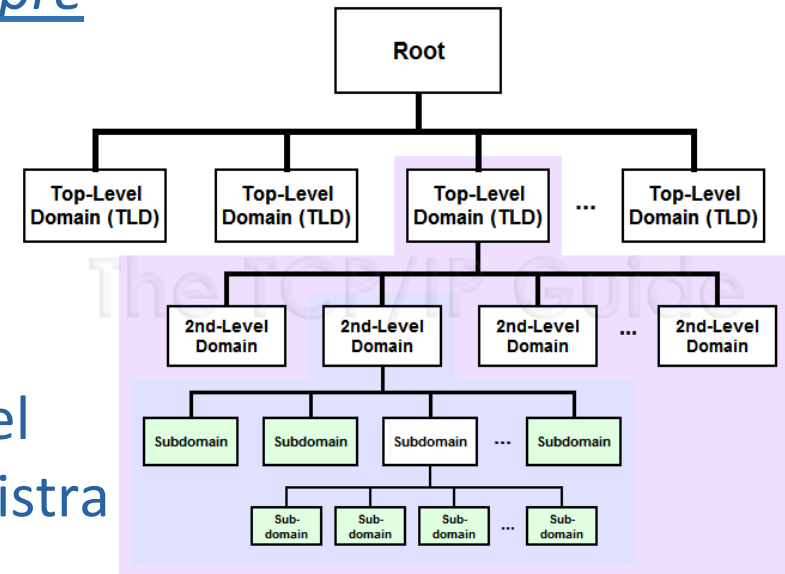 pre
Root
Top-Level
Domain (TLD)
Top-Level
Domain (TLD)
Top-Level
Domain (TLD)
...
Top-Level
Domain (TLD)
The TCP/IP Guide
2nd-Level
Domain
2nd-Level
Domain
2nd-Level
Domain
...
2nd-Level
Domain
el
istra
Subdomain
Subdomain
Subdomain
...
Subdomain
Sub-
domain
Sub-
domain
Sub-
domain
...
Sub-
domain